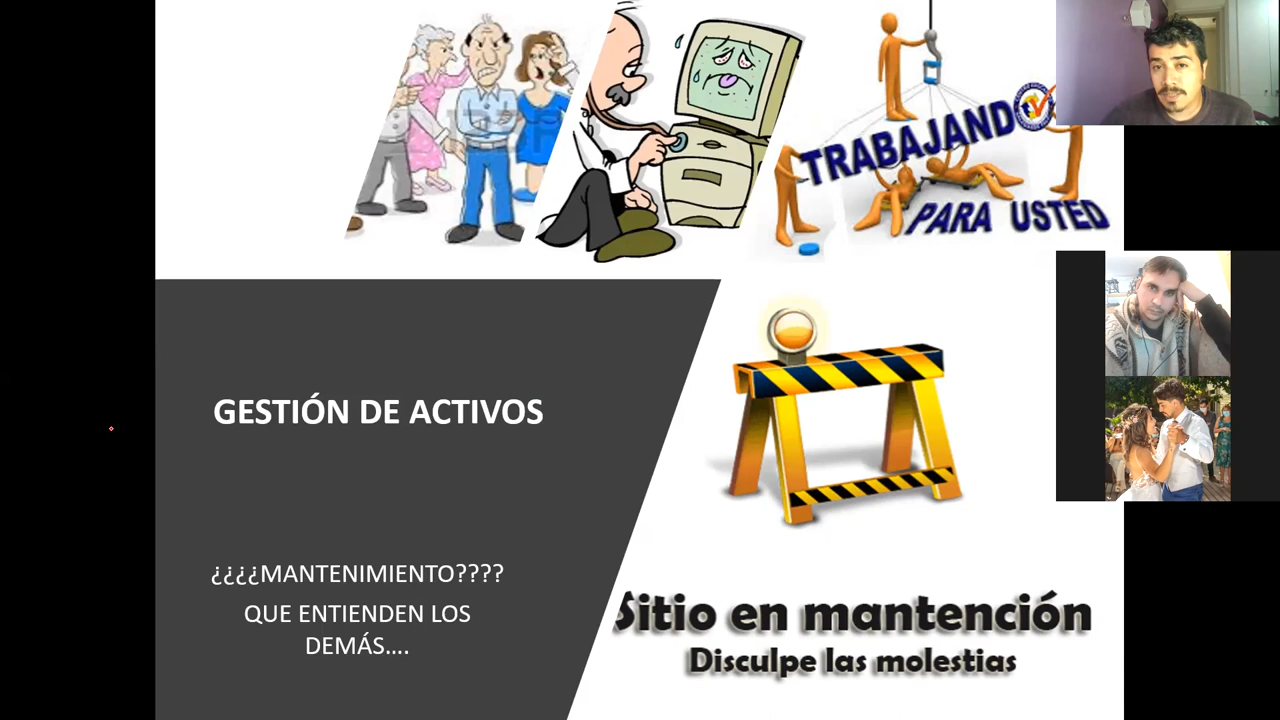 TRABAJANDO
PARA USTED
GESTIÓN DE ACTIVOS
¿¿¿¿MANTENIMIENTO????
QUE ENTIENDEN LOS
DEMÁS....
Sitio en mantención
Disculpe las molestias